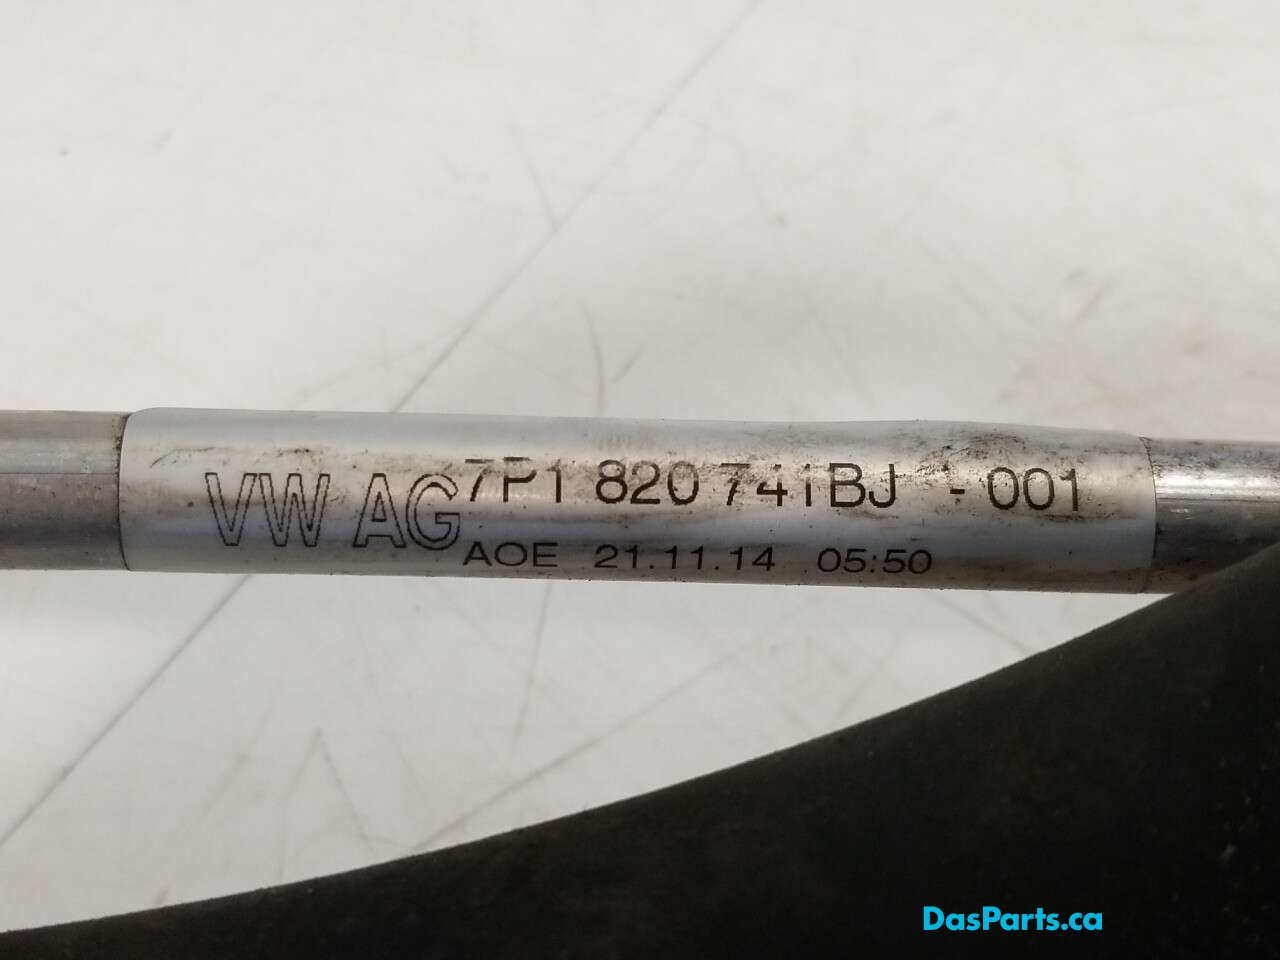 VW AG 7P1 820 741BJ - 001
AOE 21.11.14 05:50
DasParts.ca